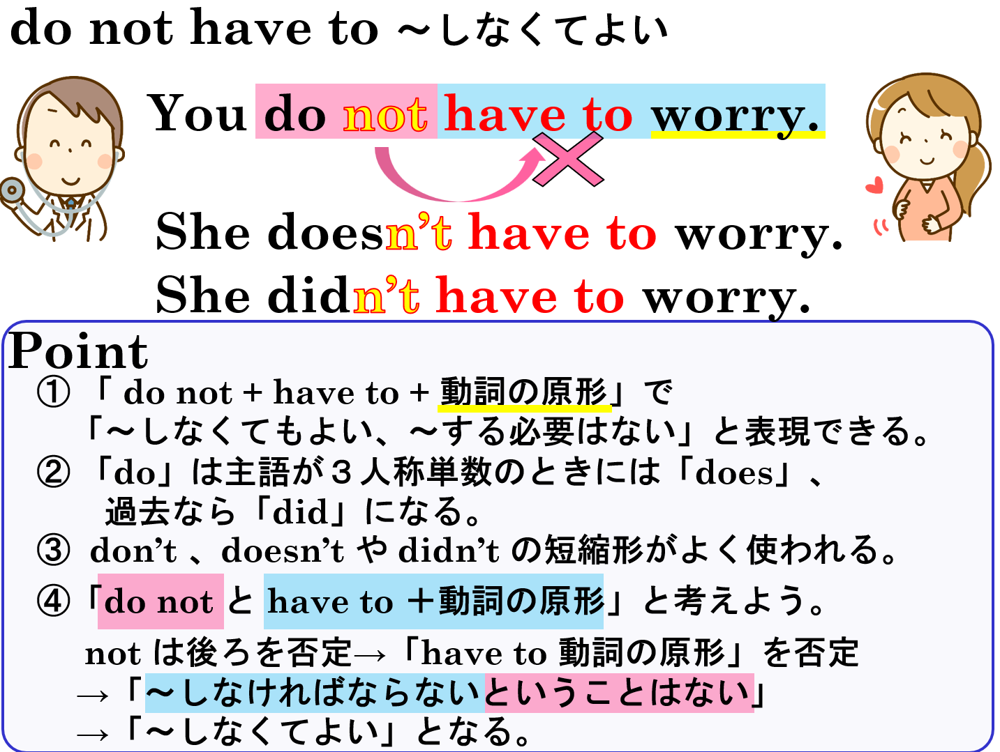 do not have to ～しなくてよい
You do not have to worry.
She doesn’t have to worry.
She didn’t have to worry.
Point
① 「 do not + have to + 動詞の原形」で
「～しなくてもよい、～する必要はない」と表現できる。
② 「do」は主語が３人称単数のときには「does」、
過去なら「did」になる。
③ don’t 、doesn’t や didn’t の短縮形がよく使われる。
④「do not と have to ＋動詞の原形」と考えよう。
not は後ろを否定→「have to 動詞の原形」を否定
→「～しなければならないということはない」
→「～しなくてよい」となる。